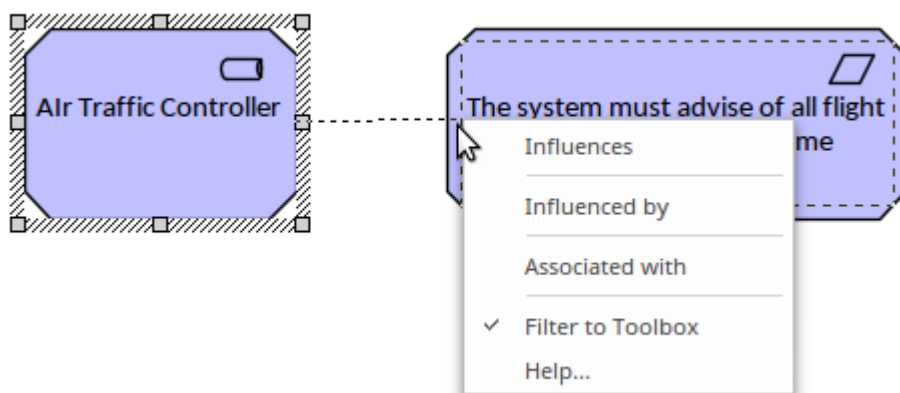 AIr Traffic Controller
The system must advise of all flight
me
Influences
Influenced by
Associated with
Filter to Toolbox
Help...